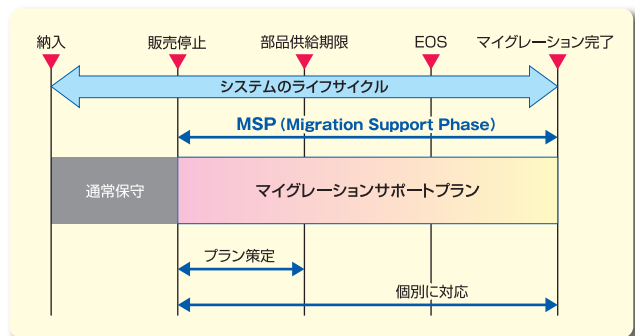 納入 販売停止 部品供給期限 EOS マイグレーション完了
システムのライフサイクル
MSP(Migration Support Phase)
通常保守 マイグレーションサポートプラン
プラン策定
個別に対応